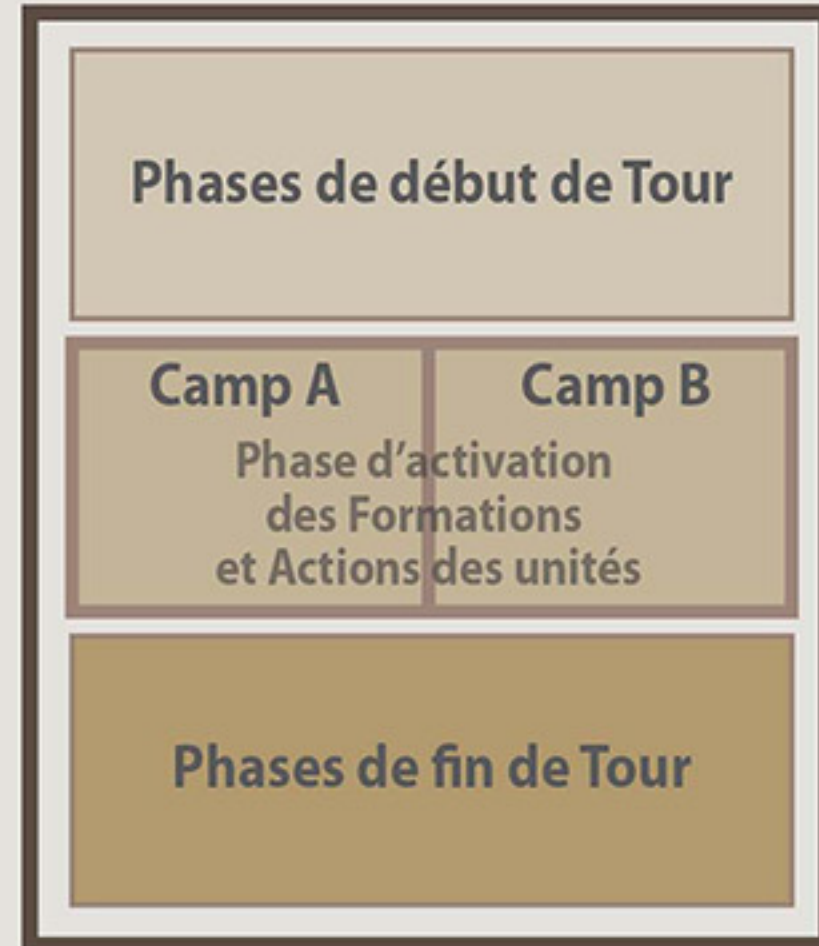 Phases de début de Tour
Camp A
Camp B
Phase d’activation
des Formations
et Actions des unités
Phases de fin de Tour